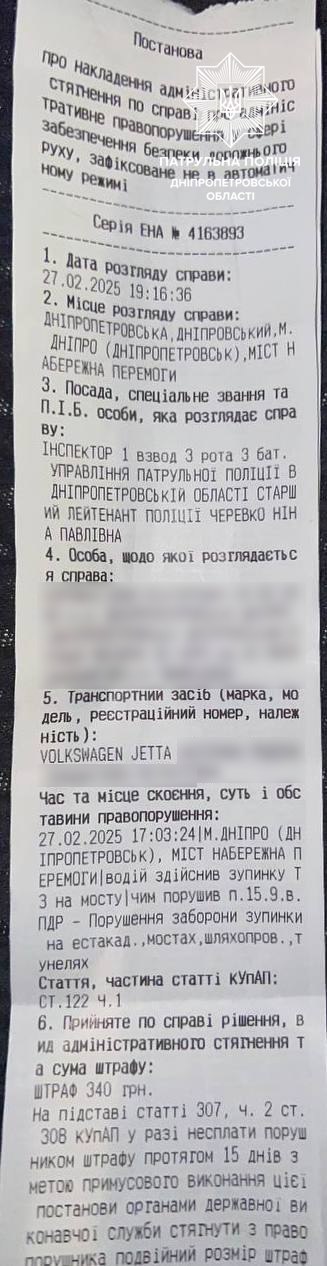 Постанова
про накладення адміністративного
стягнення по справі про адмініс
тративне правопорушення у сфері
забезпечення безпеки дорожнього
руху, зафіксоване не в автоматич
ному режимі
ПАТРУЛЬНА ПОЛІЦІЯ
ДНІПРОПЕТРОВСЬКОЇ
ОБЛАСТІ
Серія ЕНА № 4163893
1. Дата розгляду справи:
27.02.2025 19:16:36
2. Місце розгляду справи:
ДНІПРОПЕТРОВСЬКА,ДНІПРОВСЬКИЙ,М.
ДНІПРО (ДНІПРОПЕТРОВСЬК),МІСТ Н
АБЕРЕЖНА ПЕРЕМОГИ
3. Посада, спеціальне звання та
П.І.Б. особи, яка розглядає спра
ву:
ІНСПЕКТОР 1 взвод 3 рота 3 бат.
УПРАВЛІННЯ ПАТРУЛЬНОЇ ПОЛІЦІЇ В
ДНІПРОПЕТРОВСЬКІЙ ОБЛАСТІ СТАРШ
ИЙ ЛЕЙТЕНАНТ ПОЛІЦІЇ ЧЕРЕВКО НІН
А ПАВЛІВНА
4. Особа, щодо якої розглядаєтьс
я справа:
5. Транспортний засіб (марка, мо
дель, реєстраційний номер, належ
ність):
VOLKSWAGEN JETTA
Час та місце скоєння, суть і обс
тавини правопорушення:
27.02.2025 17:03:24|М.ДНІПРО (ДН
ІПРОПЕТРОВСЬК), МІСТ НАБЕРЕЖНА П
ЕРЕМОГИ|водій здійснив зупинку Т
З на мосту|чим порушив п.15.9.в.
ПДР – Порушення заборони зупинки
на естакад.,мостах,шляхопров.,т
унелях
Стаття, частина статті КУпАП:
СТ.122 Ч.1
6. Прийняте по справі рішення, в
ид адміністративного стягнення т
а сума штрафу:
ШТРАФ 340 грн.
На підставі статті 307, ч. 2 ст.
308 КУпАП у разі несплати поруш
ником штрафу протягом 15 днів з
метою примусового виконання цієї
постанови органами державної ви
конавчої служби стягнути з право
порушника подвійний розмір штраф